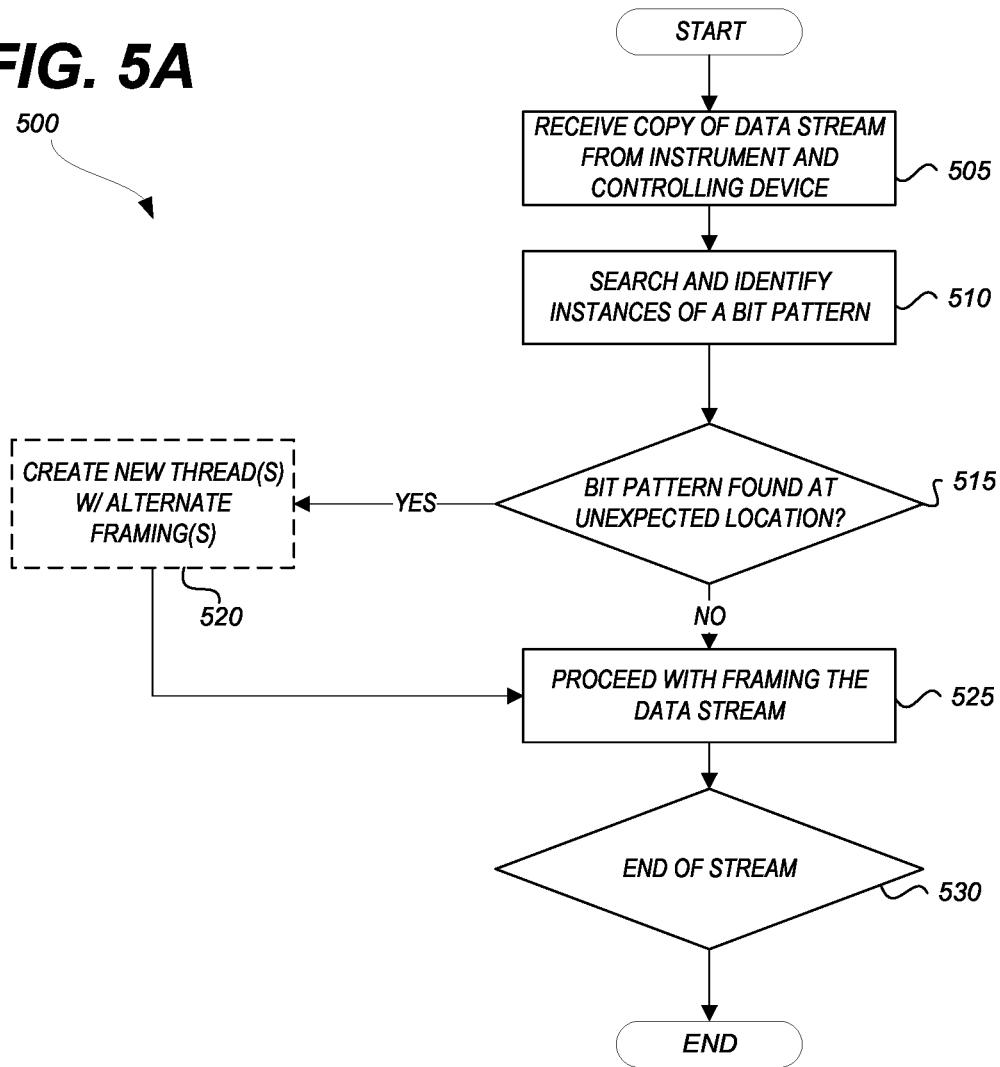 FIG. 5A
500
START
RECEIVE COPY OF DATA STREAM
FROM INSTRUMENT AND
CONTROLLING DEVICE
505
SEARCH AND IDENTIFY
INSTANCES OF A BIT PATTERN
510
BIT PATTERN FOUND AT
UNEXPECTED LOCATION?
515
YES
CREATE NEW THREAD(S)
W/ ALTERNATE
FRAMING(S)
520
NO
PROCEED WITH FRAMING THE
DATA STREAM
525
END OF STREAM
530
END